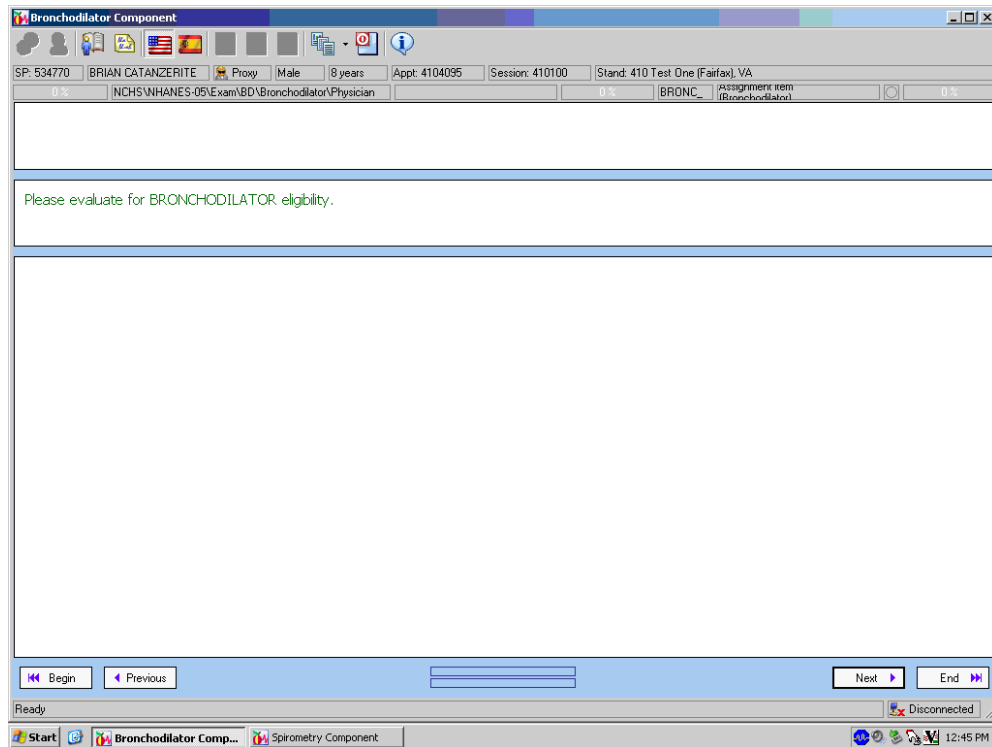 Bronchodilator Component
SP: 534770 BRIAN CATANZERITE Proxy Male 8 years Appt: 4104095 Session: 410100 Stand: 410 Test One (Fairfax), VA
0 % NCHS\NHANES-05\Exam\BD\Bronchodilator\Physician 0 % BRONC_ Assignment Item (Bronchodilator) 0 %
Please evaluate for BRONCHODILATOR eligibility.
Begin Previous Next End
Ready Disconnected
Start Bronchodilator Comp... Spirometry Component 12:45 PM